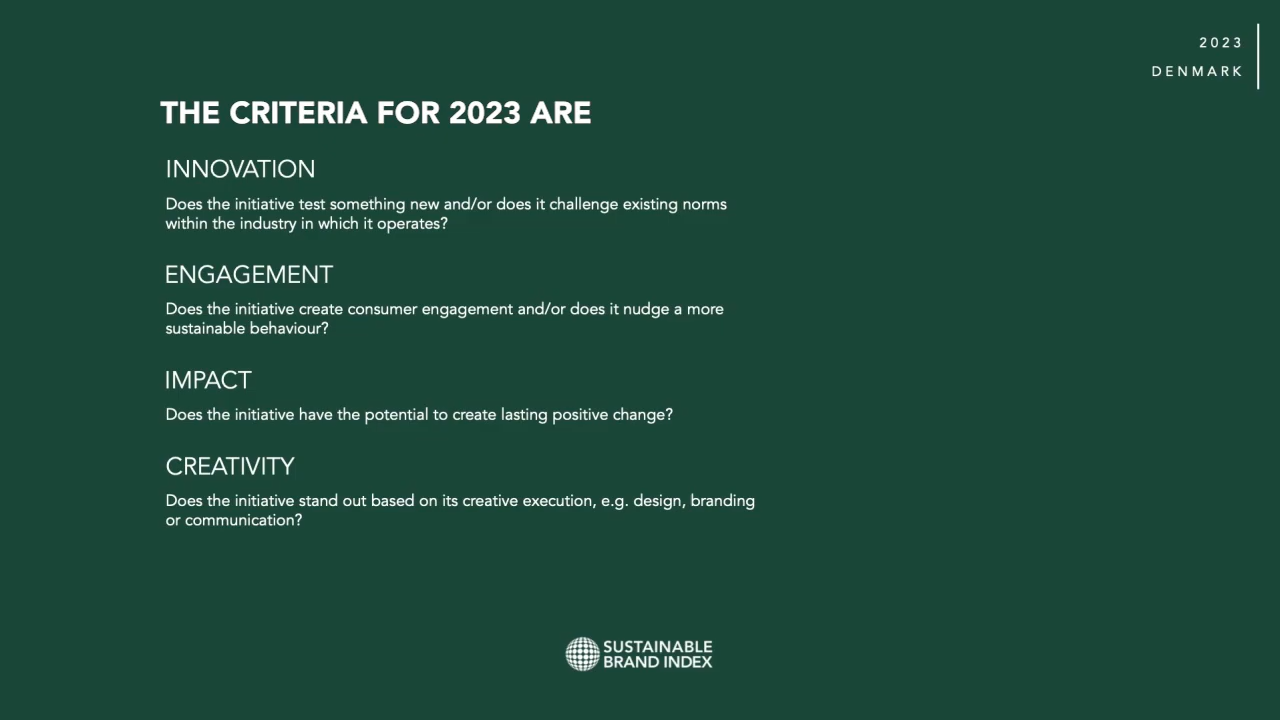 2023
DENMARK
THE CRITERIA FOR 2023 ARE
INNOVATION
Does the initiative test something new and/or does it challenge existing norms
within the industry in which it operates?
ENGAGEMENT
Does the initiative create consumer engagement and/or does it nudge a more
sustainable behaviour?
IMPACT
Does the initiative have the potential to create lasting positive change?
CREATIVITY
Does the initiative stand out based on its creative execution, e.g. design, branding
or communication?
SUSTAINABLE
BRAND INDEX